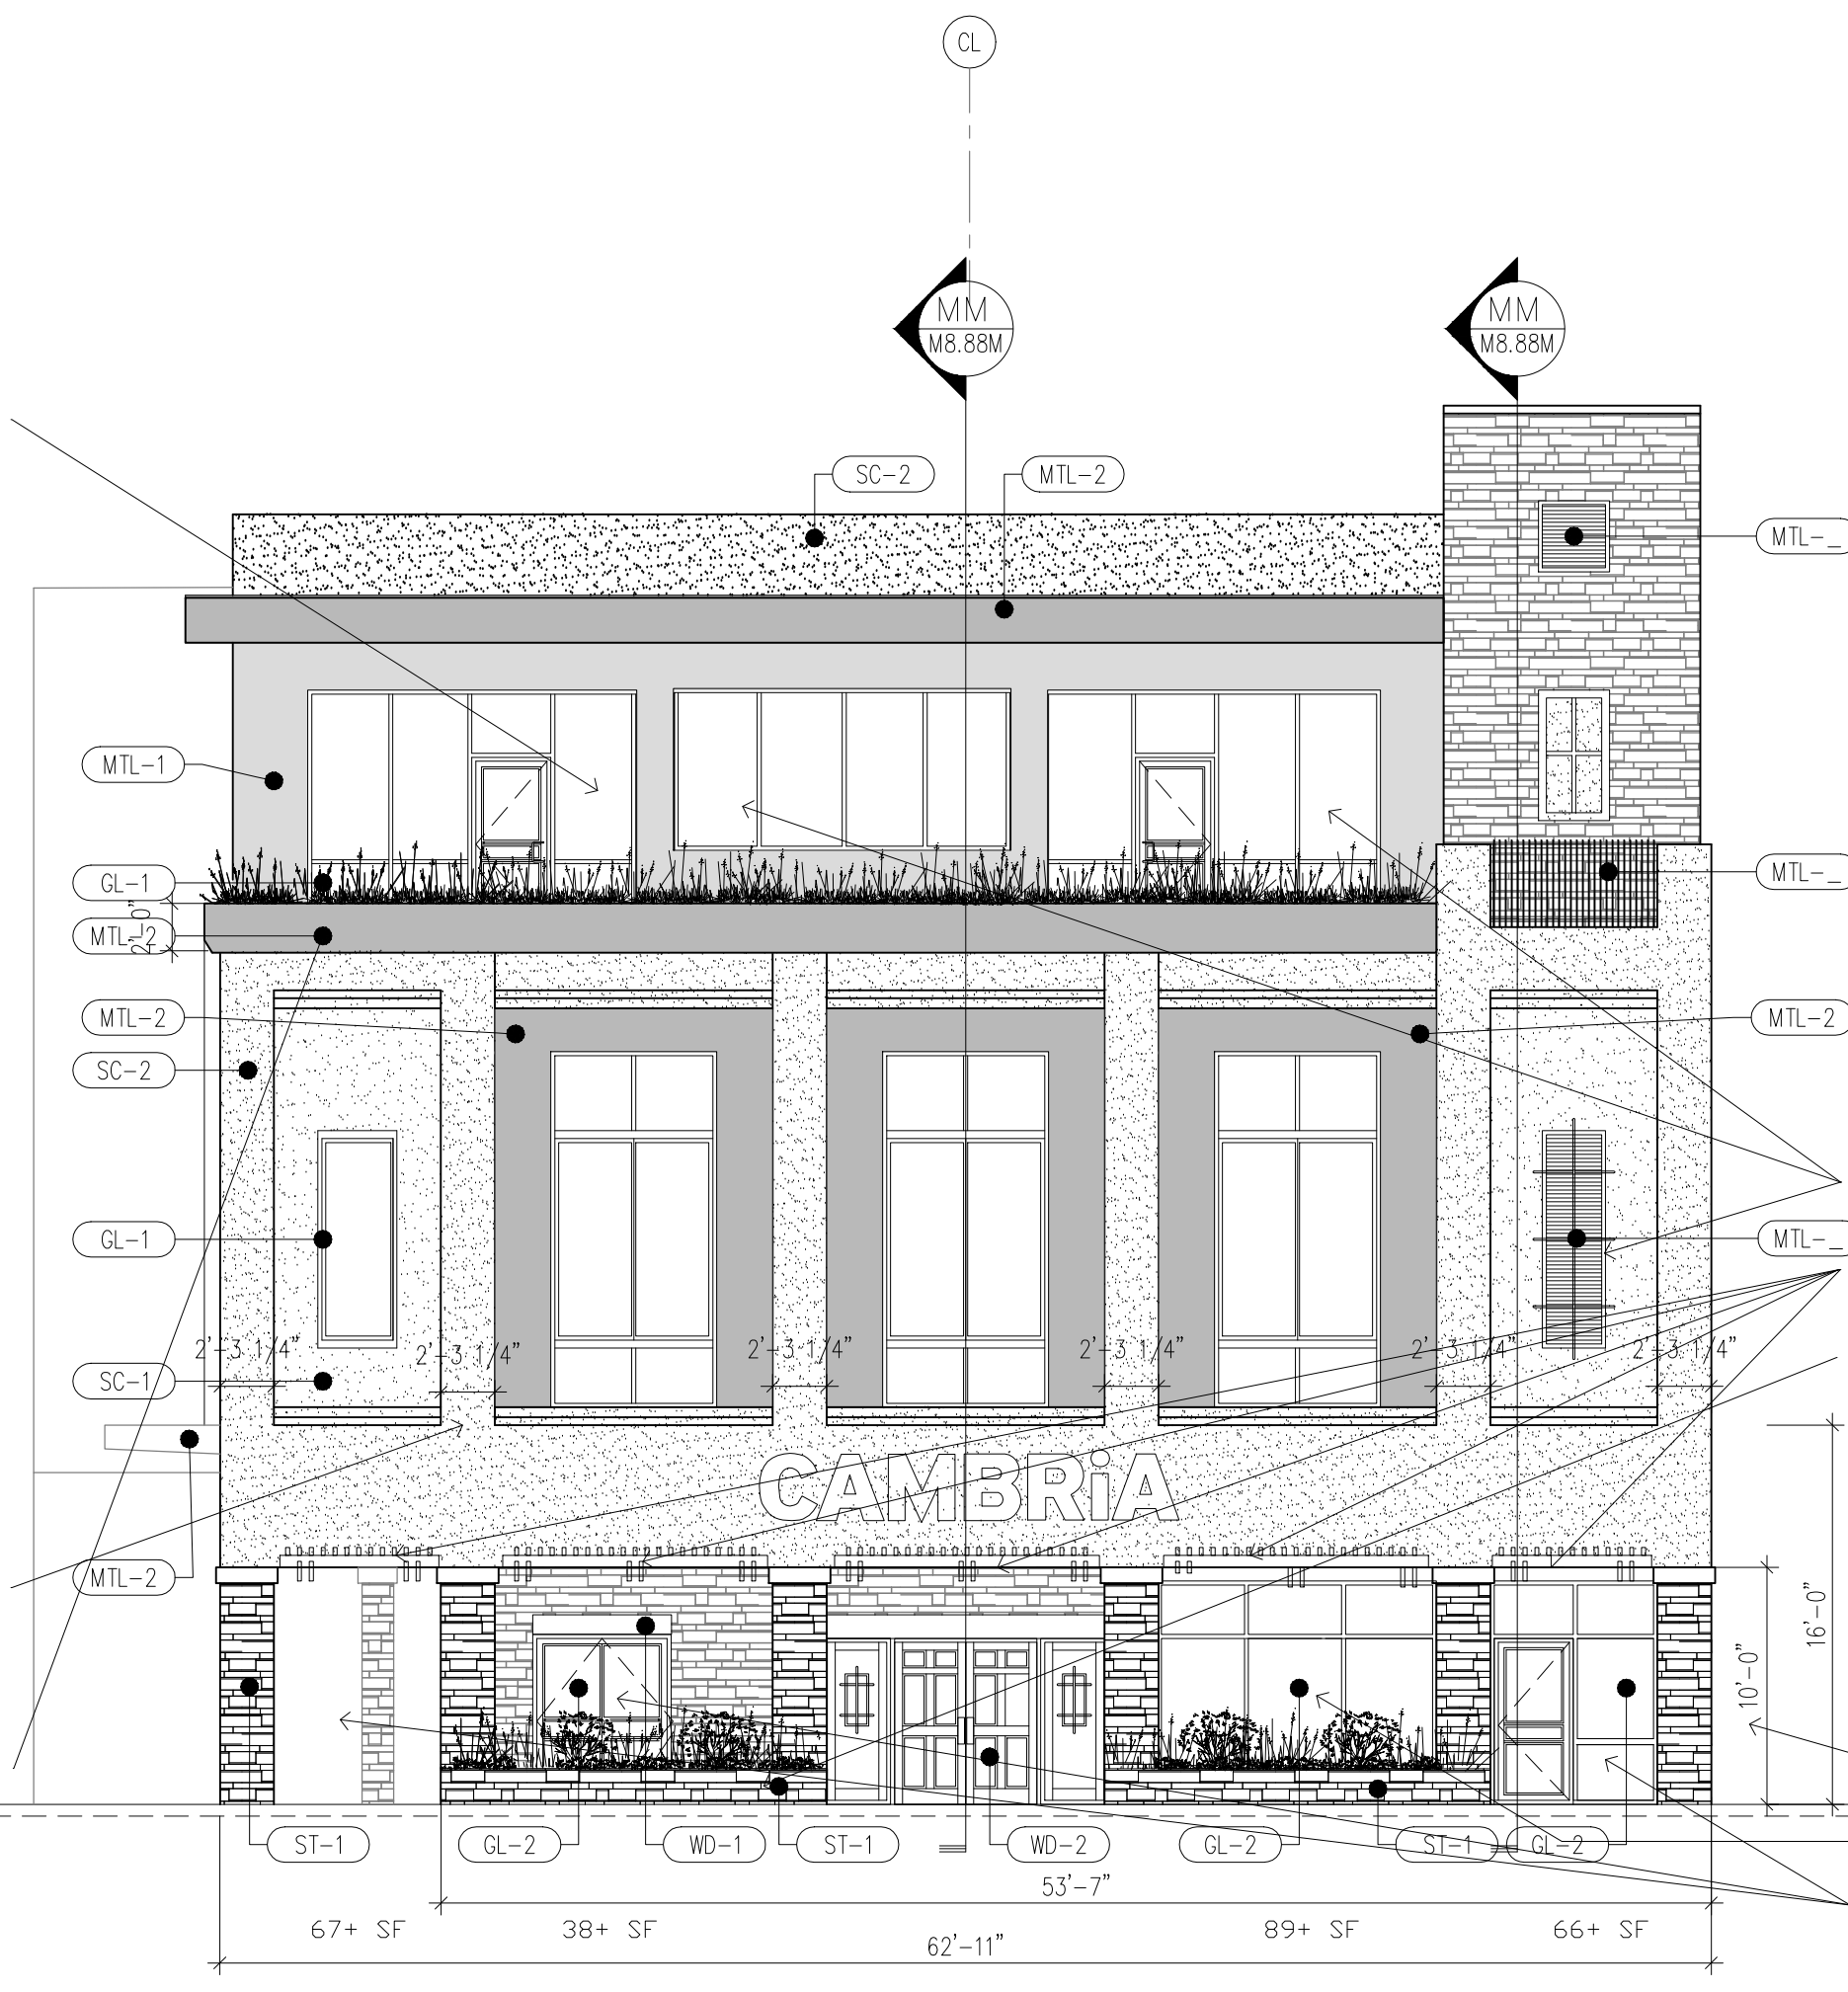 CL
MM
M8.88M
MM
M8.88M
SC-2
MTL-2
MTL-_
MTL-1
GL-1
MTL-_
2'-0"
MTL-2
MTL-2
MTL-2
SC-2
GL-1
MTL-_
2'-3 1/4"
2'-3 1/4"
2'-3 1/4"
2'-3 1/4"
2'-3 1/4"
2'-3 1/4"
SC-1
CAMBRiA
MTL-2
16'-0"
10'-0"
ST-1
GL-2
WD-1
ST-1
WD-2
GL-2
ST-1
GL-2
53'-7"
67+ SF
38+ SF
89+ SF
66+ SF
62'-11"